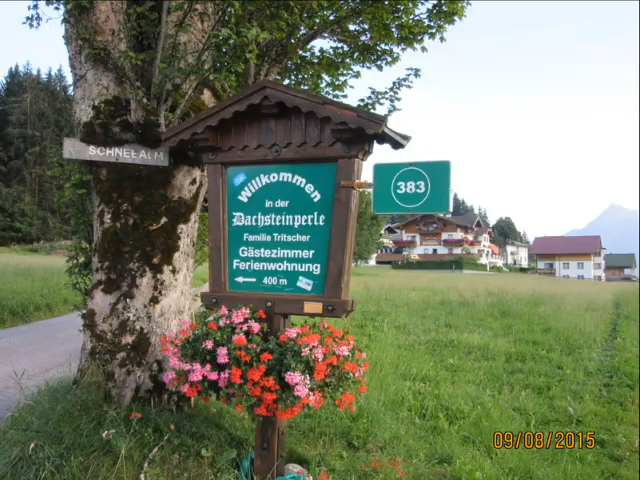 SCHNEEALM
Willkommen
in der
Dachsteinperle
Familie Tritscher
Gästezimmer
Ferienwohnung
400 m
383
09/08/2015